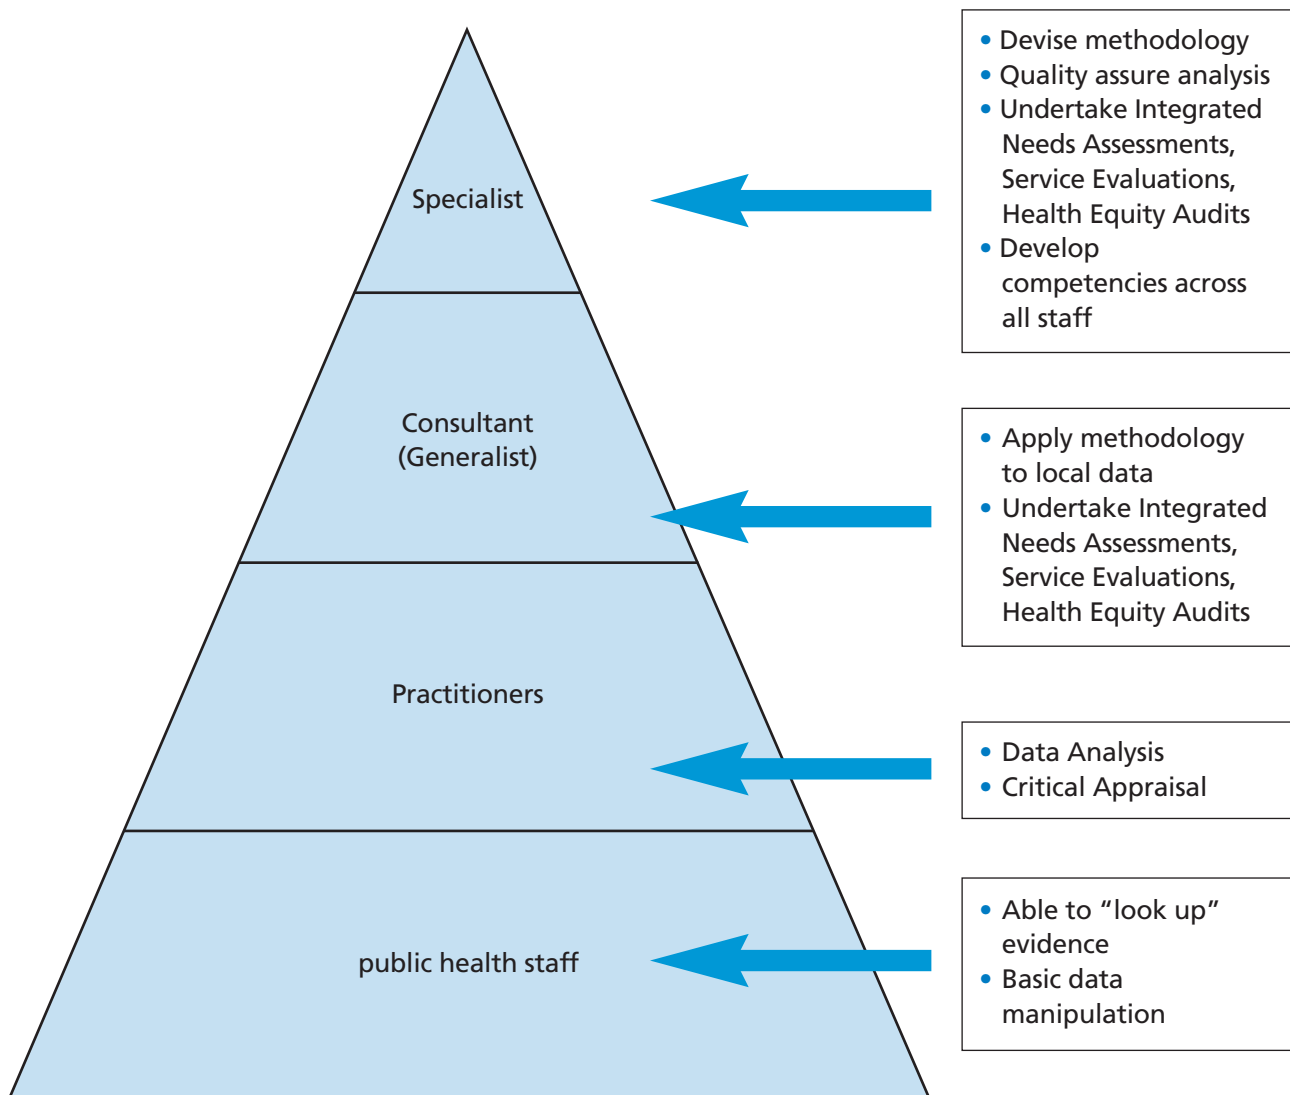 Specialist
• Devise methodology
• Quality assure analysis
• Undertake Integrated
Needs Assessments,
Service Evaluations,
Health Equity Audits
• Develop
competencies across
all staff
Consultant
(Generalist)
• Apply methodology
to local data
• Undertake Integrated
Needs Assessments,
Service Evaluations,
Health Equity Audits
Practitioners
• Data Analysis
• Critical Appraisal
public health staff
• Able to “look up”
evidence
• Basic data
manipulation